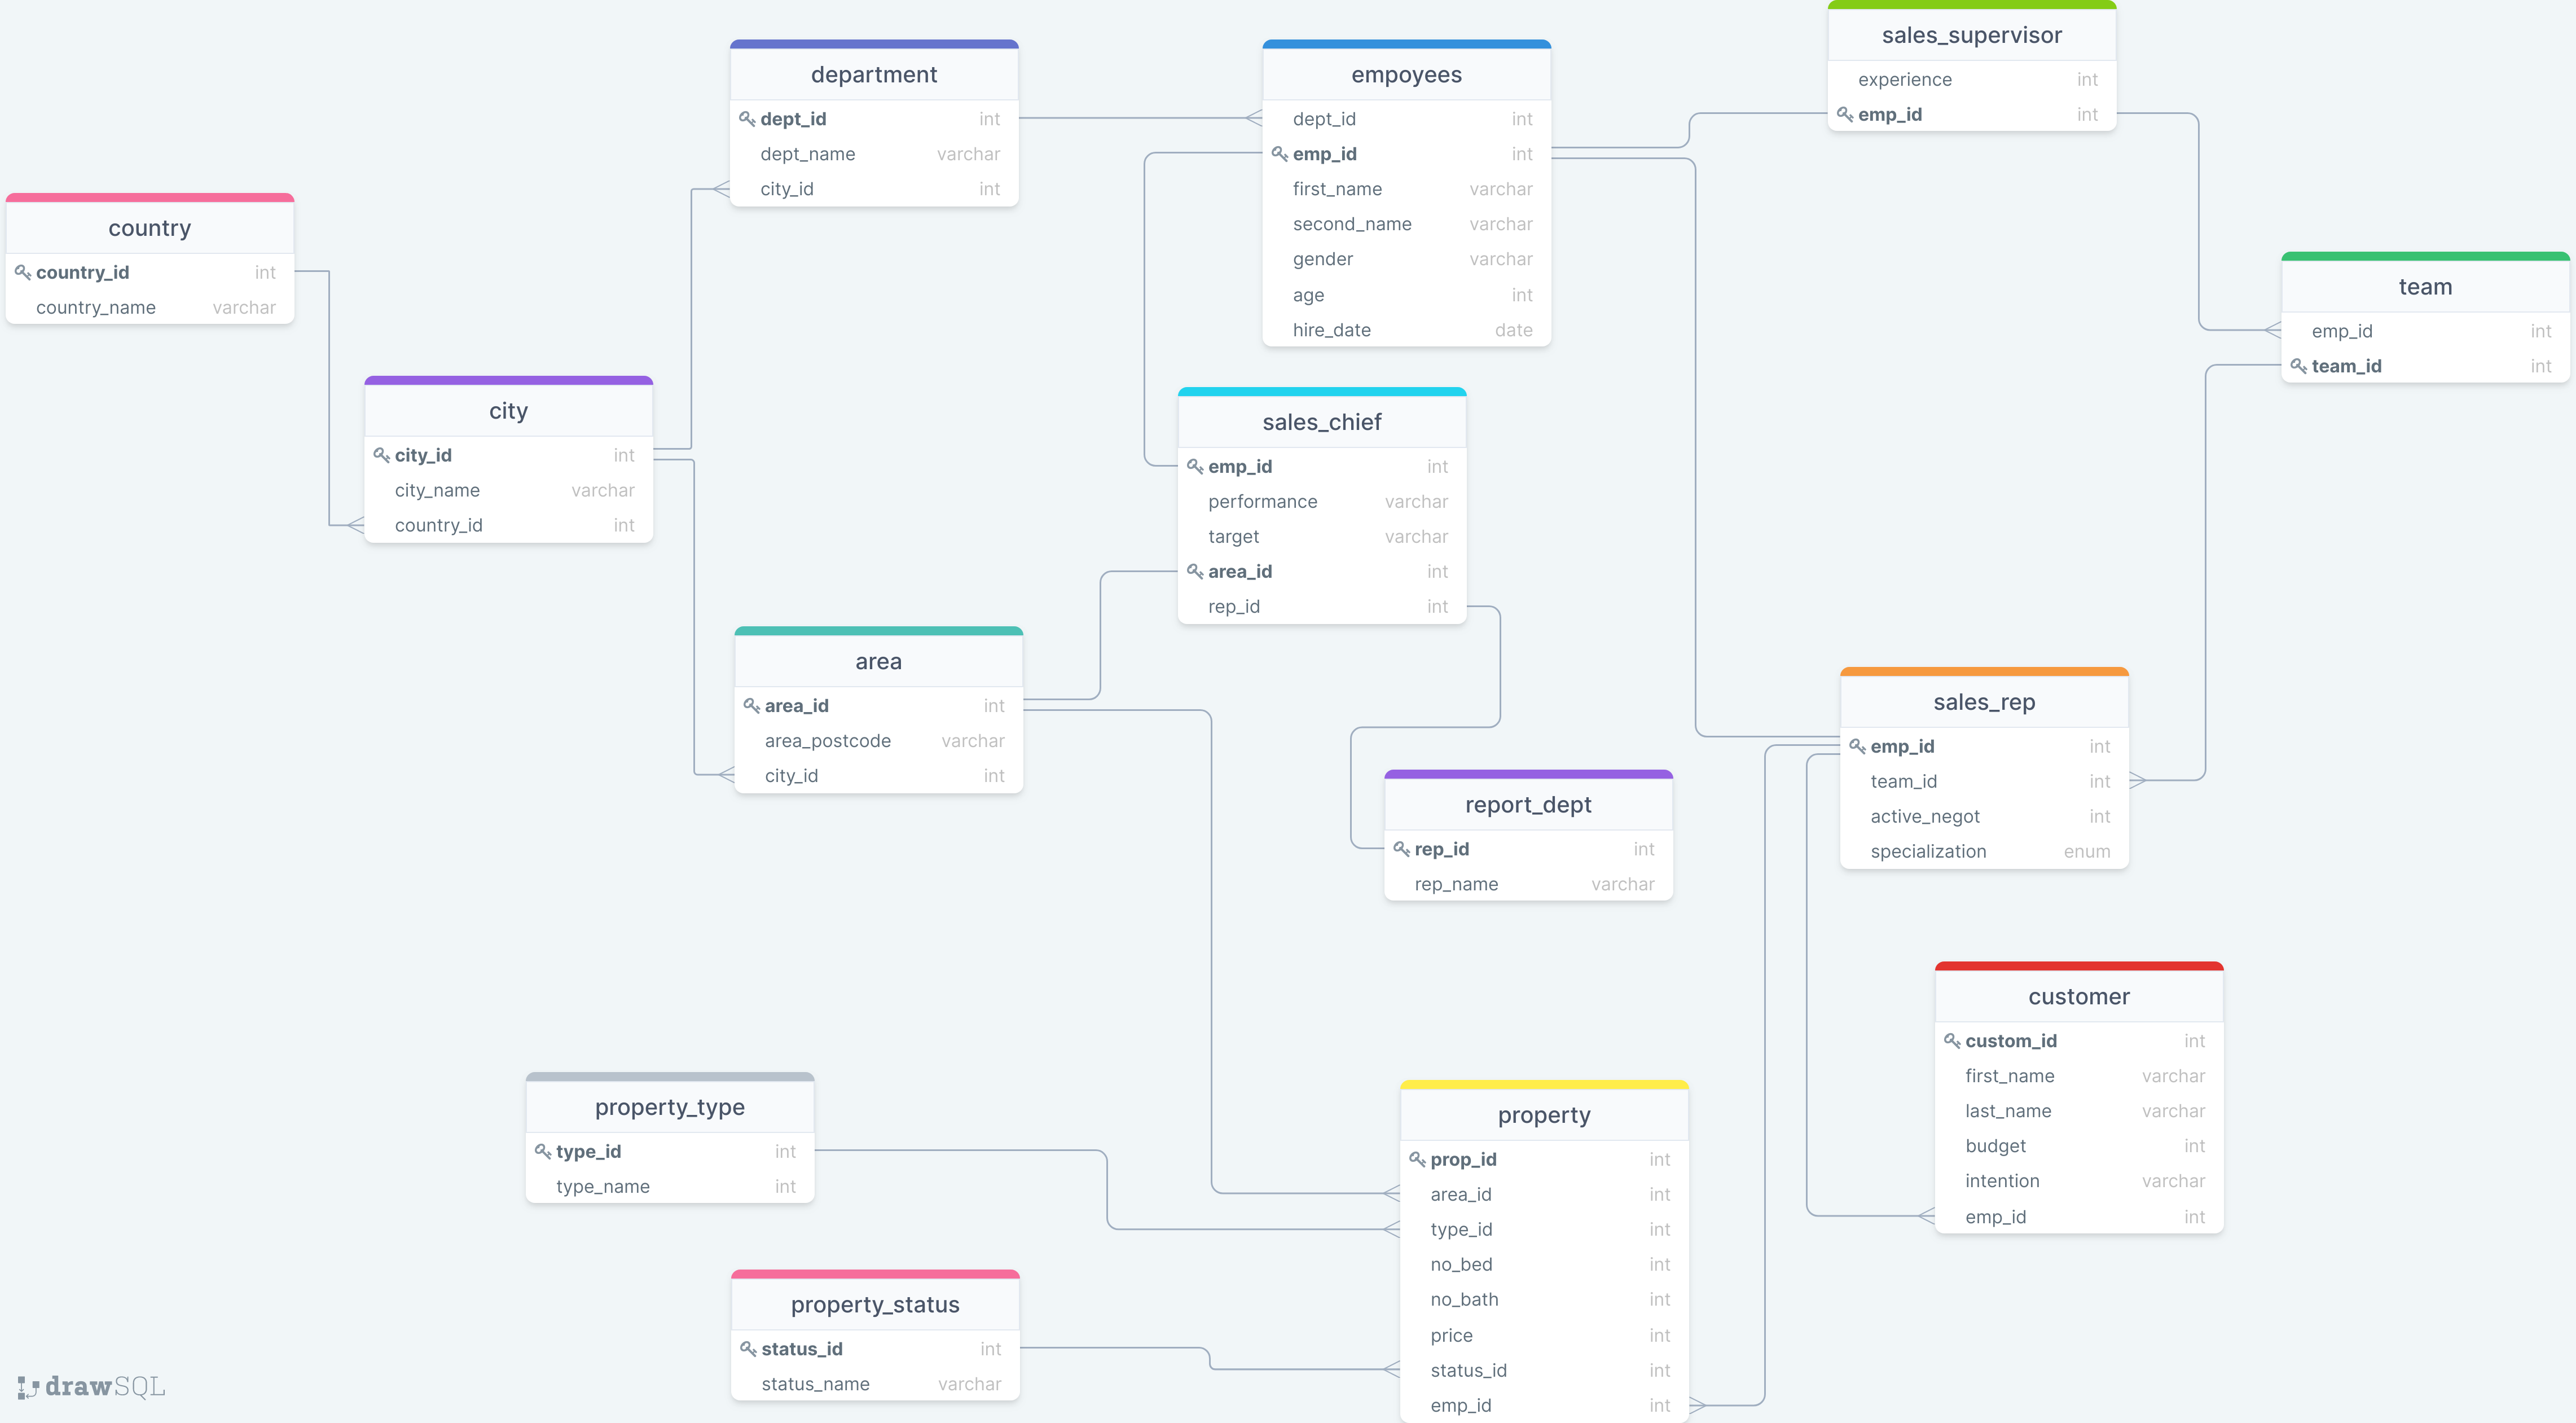 sales_supervisor
experience int
emp_id int
department
dept_id int
dept_name varchar
city_id int
empoyees
dept_id int
emp_id int
first_name varchar
second_name varchar
gender varchar
age int
hire_date date
country
country_id int
country_name varchar
team
emp_id int
team_id int
city
city_id int
city_name varchar
country_id int
sales_chief
emp_id int
performance varchar
target varchar
area_id int
rep_id int
area
area_id int
area_postcode varchar
city_id int
sales_rep
emp_id int
team_id int
active_negot int
specialization enum
report_dept
rep_id int
rep_name varchar
customer
custom_id int
first_name varchar
last_name varchar
budget int
intention varchar
emp_id int
property_type
type_id int
type_name int
property
prop_id int
area_id int
type_id int
no_bed int
no_bath int
price int
status_id int
emp_id int
property_status
status_id int
status_name varchar
drawSQL